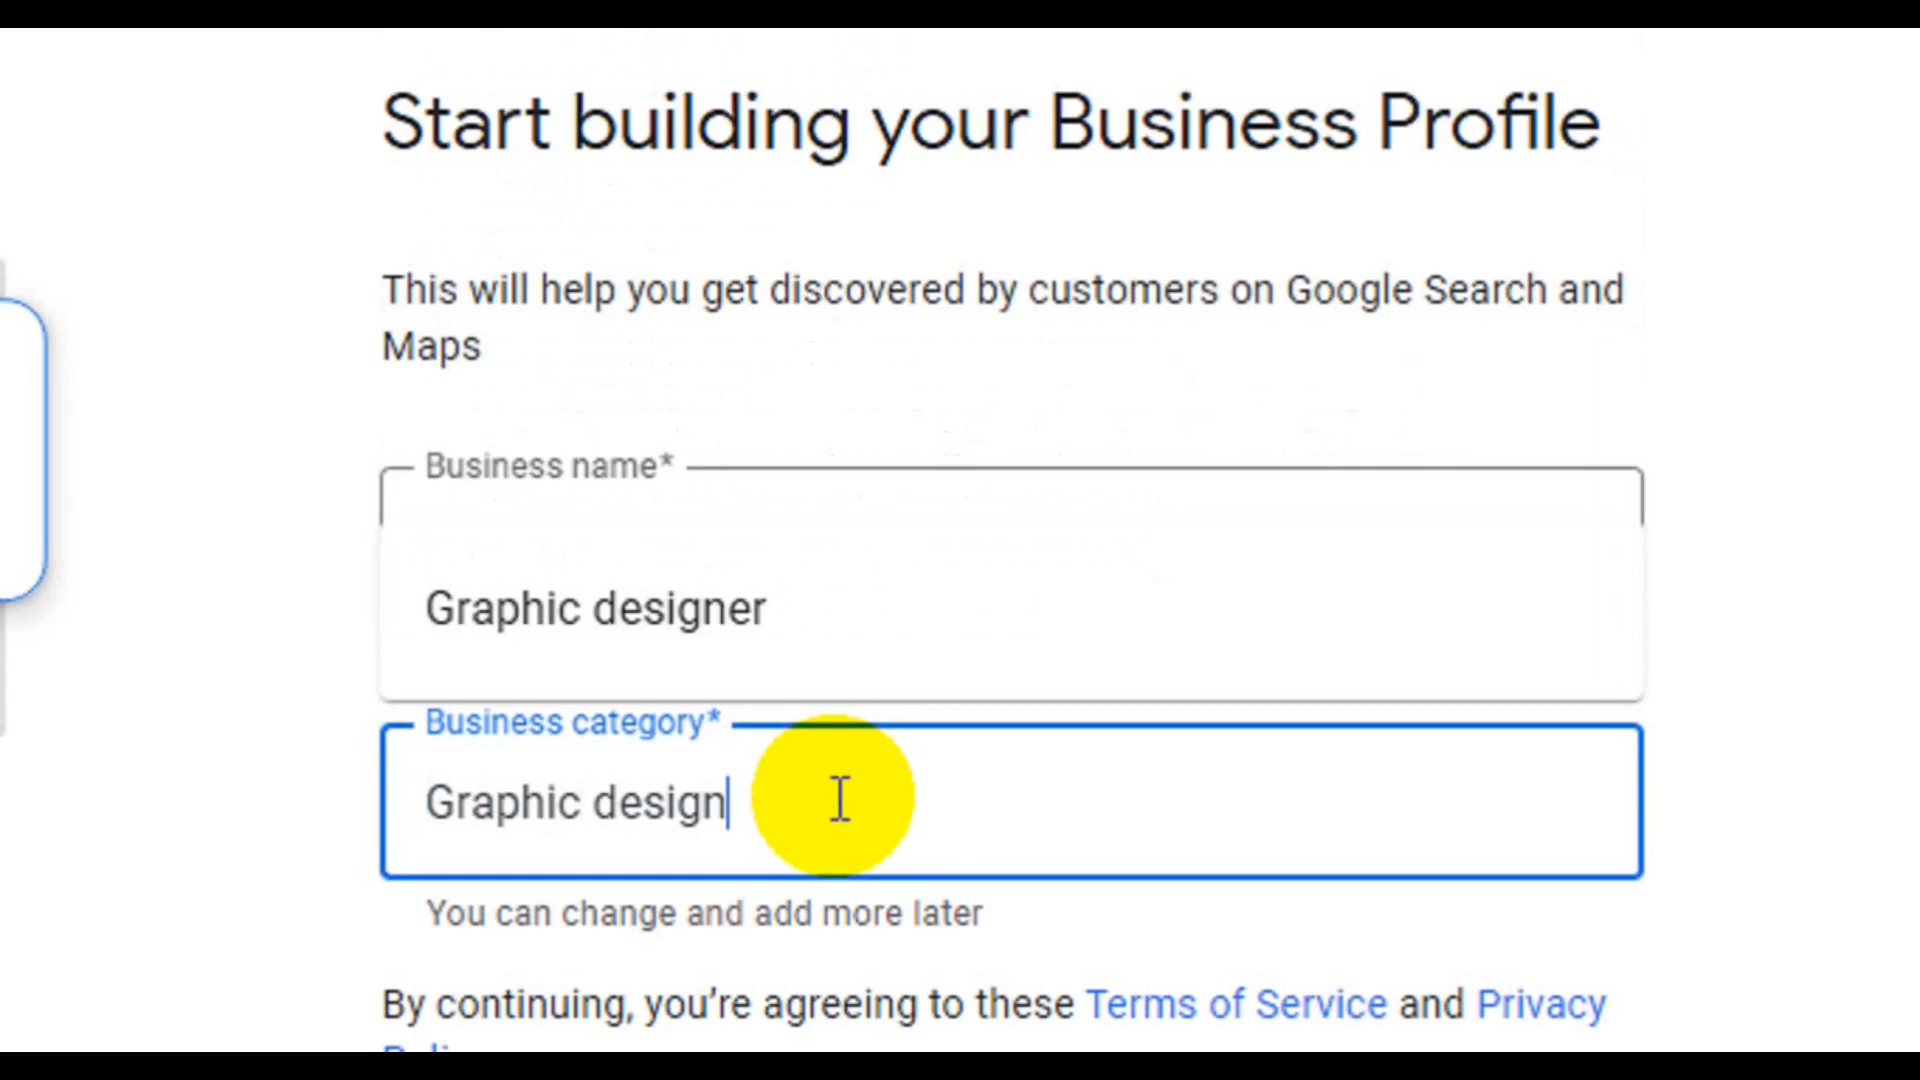 Start building your Business Profile
This will help you get discovered by customers on Google Search and
Maps
Business name*
Graphic designer
Business category*
Graphic design
You can change and add more later
By continuing, you’re agreeing to these Terms of Service and Privacy